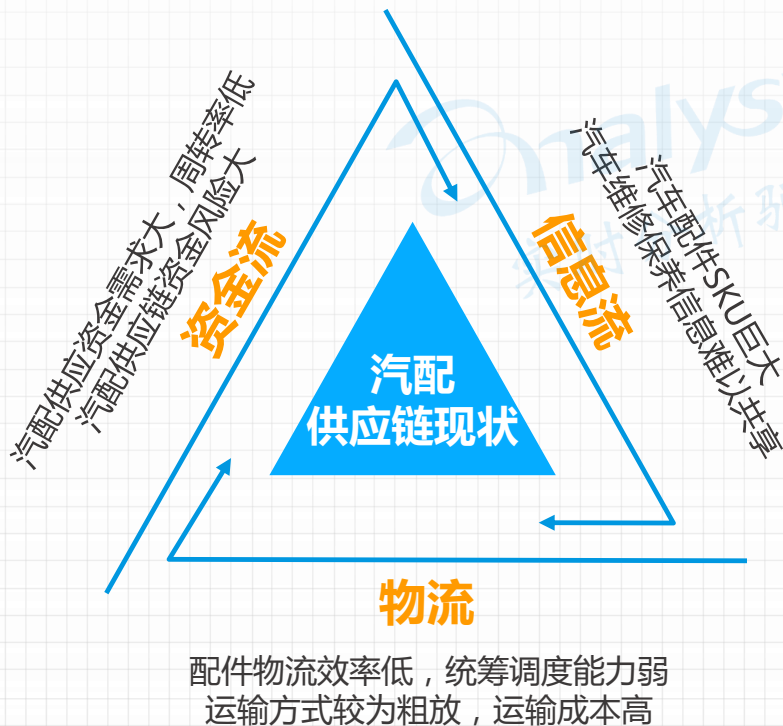 汽配供应资金需求大，周转率低
汽配供应链资金风险大
资金流
信息流
汽车配件SKU巨大
汽车维修保养信息难以共享
汽配
供应链现状
物流
配件物流效率低，统筹调度能力弱
运输方式较为粗放，运输成本高